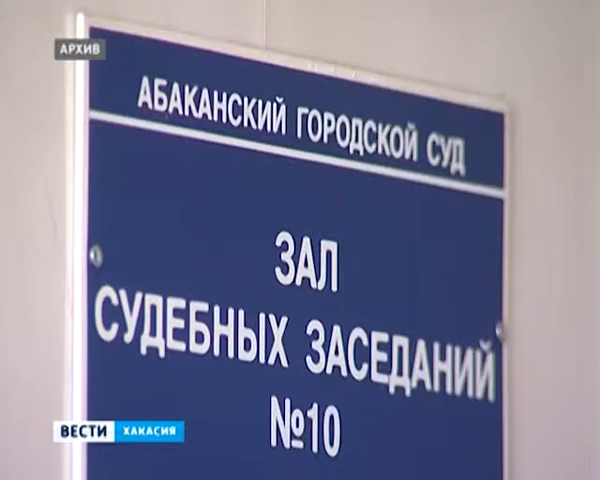 АРХИВ
АБАКАНСКИЙ ГОРОДСКОЙ СУД
ЗАЛ
СУДЕБНЫХ ЗАСЕДАНИЙ
№10
ВЕСТИ ХАКАСИЯ